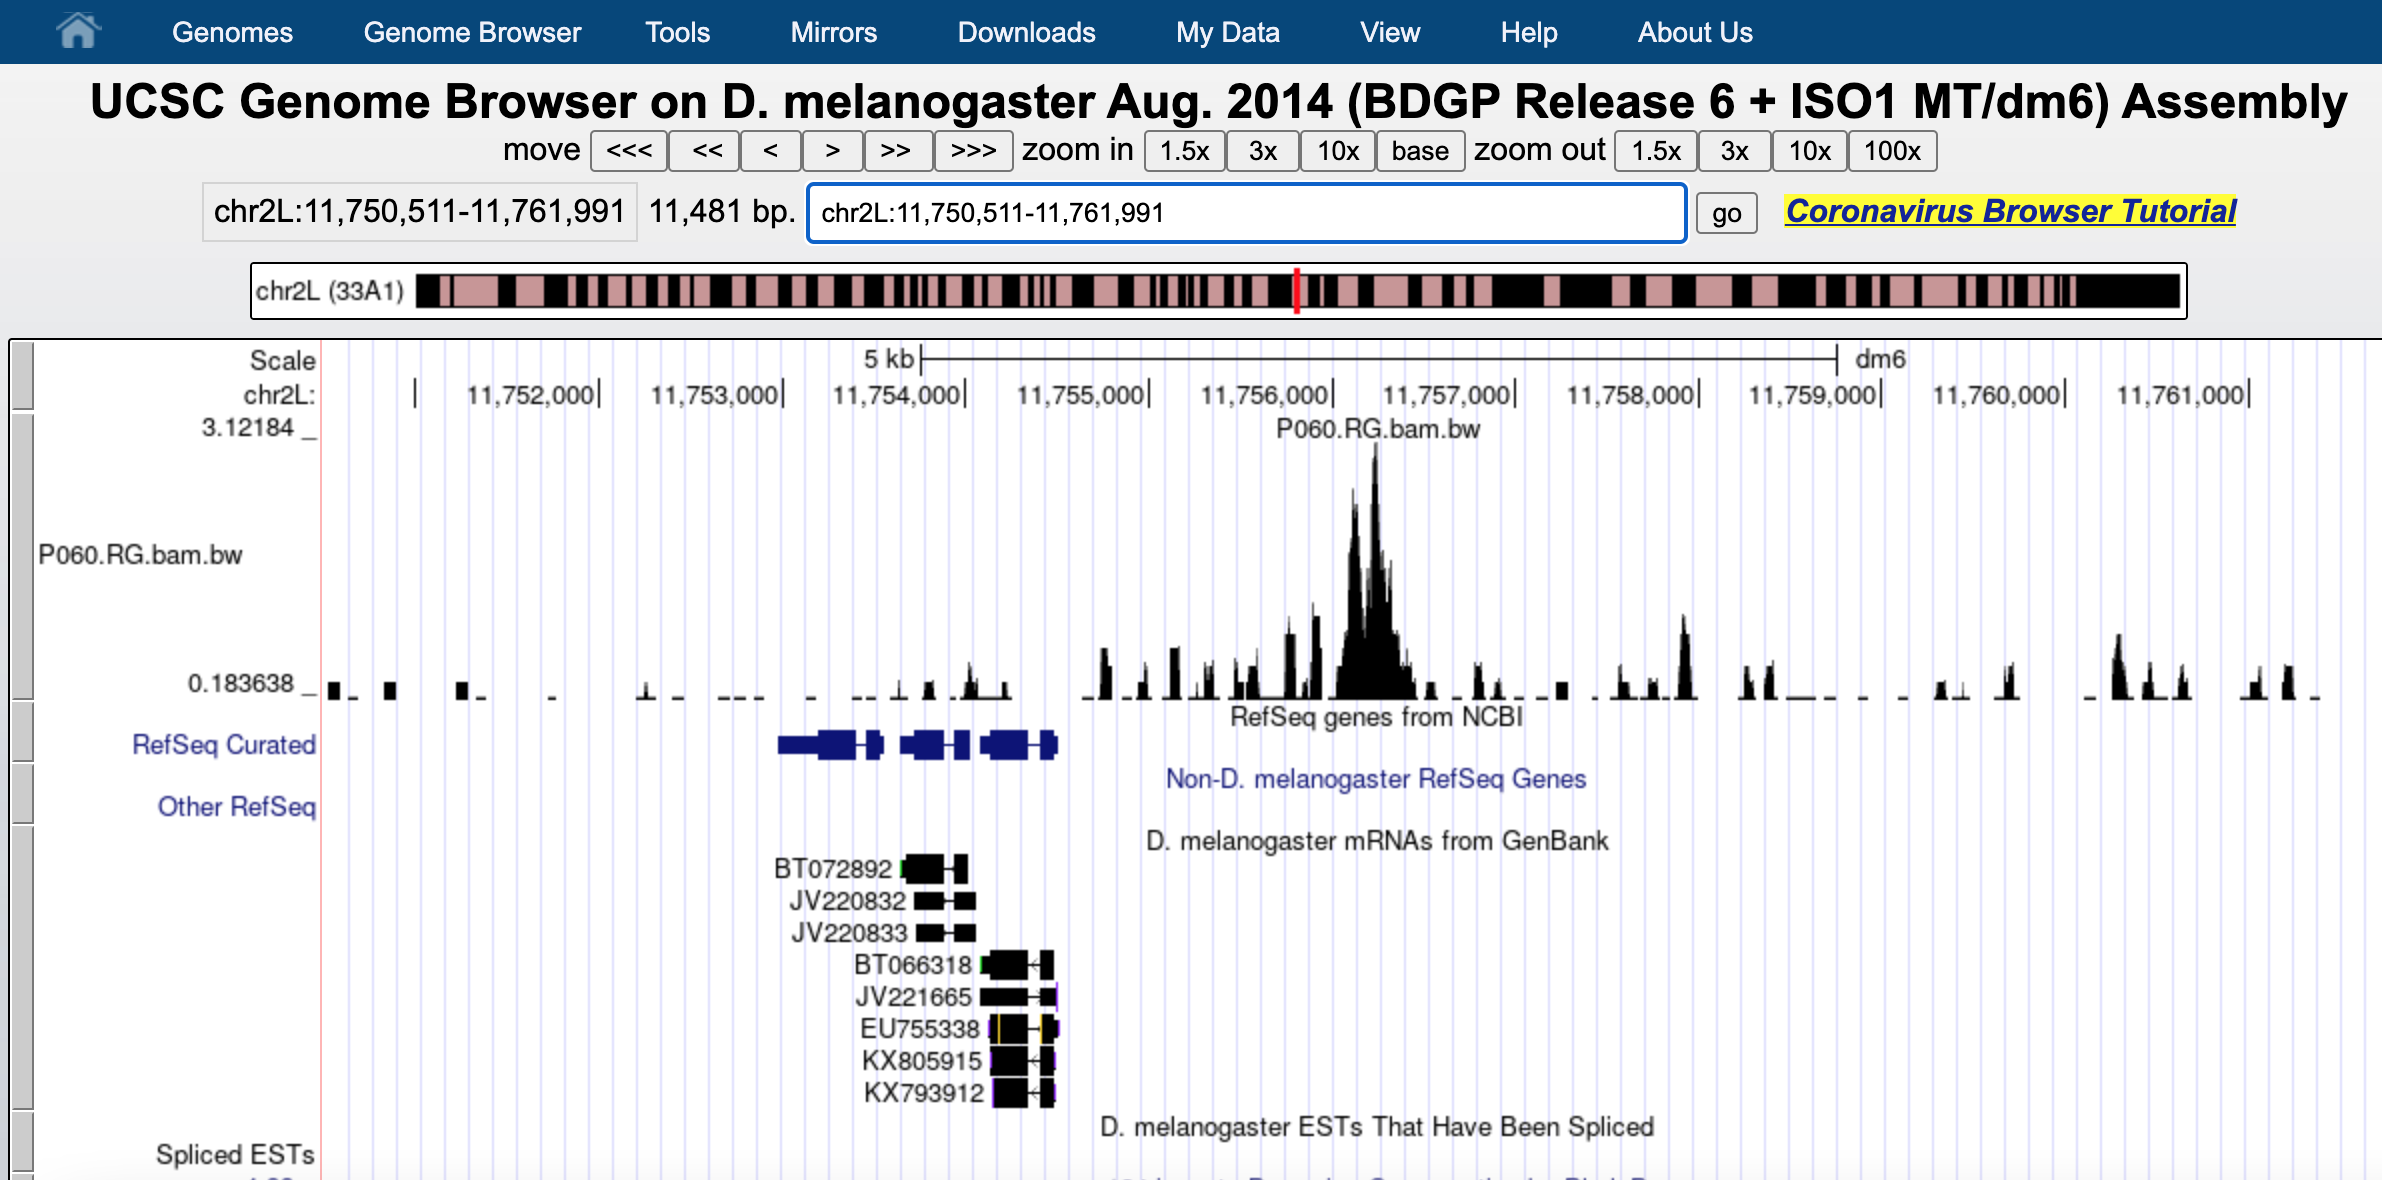 Genomes Genome Browser Tools Mirrors Downloads My Data View Help About Us
UCSC Genome Browser on D. melanogaster Aug. 2014 (BDGP Release 6 + ISO1 MT/dm6) Assembly
move <<< << < > >> >>> zoom in 1.5x 3x 10x base zoom out 1.5x 3x 10x 100x
chr2L:11,750,511-11,761,991 11,481 bp. chr2L:11,750,511-11,761,991 go Coronavirus Browser Tutorial
chr2L (33A1)
Scale 5 kb dm6
chr2L: 11,752,000 11,753,000 11,754,000 11,755,000 11,756,000 11,757,000 11,758,000 11,759,000 11,760,000 11,761,000
3.12184 _ P060.RG.bam.bw
P060.RG.bam.bw
0.183638 _
RefSeq genes from NCBI
RefSeq Curated
Non-D. melanogaster RefSeq Genes
Other RefSeq
D. melanogaster mRNAs from GenBank
BT072892
JV220832
JV220833
BT066318
JV221665
EU755338
KX805915
KX793912
D. melanogaster ESTs That Have Been Spliced
Spliced ESTs